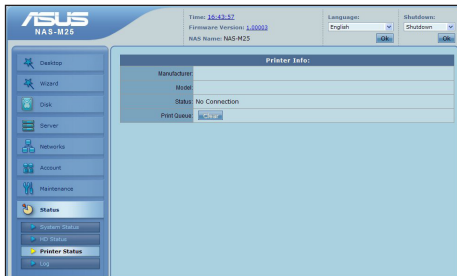 ASUS
NAS-M25
Time: 16:43:57
Firmware Version: 1.00003
NAS Name: NAS-M25
Language:
English
Ok
Shutdown:
Shutdown
Ok
Desktop
Wizard
Disk
Server
Networks
Account
Maintenance
Status
System Status
HD Status
Printer Status
Log
Printer Info:
Manufacturer:
Model:
Status: No Connection
Print Queue: Clear